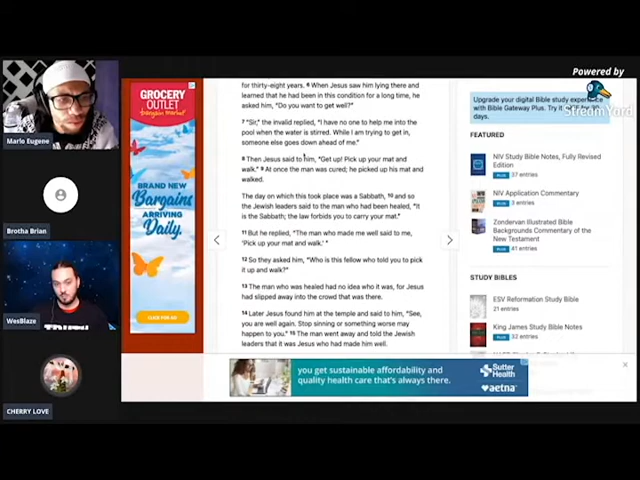 Powered by
StreamYard
Marlo Eugene
Brotha Brian
WesBlaze
TRUTH
CHERRY LOVE
GROCERY
OUTLET
bargain market
BRAND NEW
Bargains
ARRIVING
Daily.
CLICK FOR AD
for thirty-eight years. 6 When Jesus saw him lying there and
learned that he had been in this condition for a long time, he
asked him, "Do you want to get well?"
7 "Sir," the invalid replied, "I have no one to help me into the
pool when the water is stirred. While I am trying to get in,
someone else goes down ahead of me."
8 Then Jesus said to him, "Get up! Pick up your mat and
walk." 9 At once the man was cured; he picked up his mat and
walked.
The day on which this took place was a Sabbath, 10 and so
the Jewish leaders said to the man who had been healed, "It
is the Sabbath; the law forbids you to carry your mat."
11 But he replied, "The man who made me well said to me,
'Pick up your mat and walk.' "
12 So they asked him, "Who is this fellow who told you to pick
it up and walk?"
13 The man who was healed had no idea who it was, for Jesus
had slipped away into the crowd that was there.
14 Later Jesus found him at the temple and said to him, "See,
you are well again. Stop sinning or something worse may
happen to you." 15 The man went away and told the Jewish
leaders that it was Jesus who had made him well.
Upgrade your digital Bible study experience
with Bible Gateway Plus. Try it
days.
FEATURED
NIV Study Bible Notes, Fully Revised
Edition
PLUS 37 entries
NIV Application Commentary
PLUS 3 entries
Zondervan Illustrated Bible
Backgrounds Commentary of the
New Testament
PLUS 41 entries
STUDY BIBLES
ESV Reformation Study Bible
21 entries
King James Study Bible Notes
PLUS 32 entries
you get sustainable affordability and
quality health care that's always there.
Sutter
Health
aetna